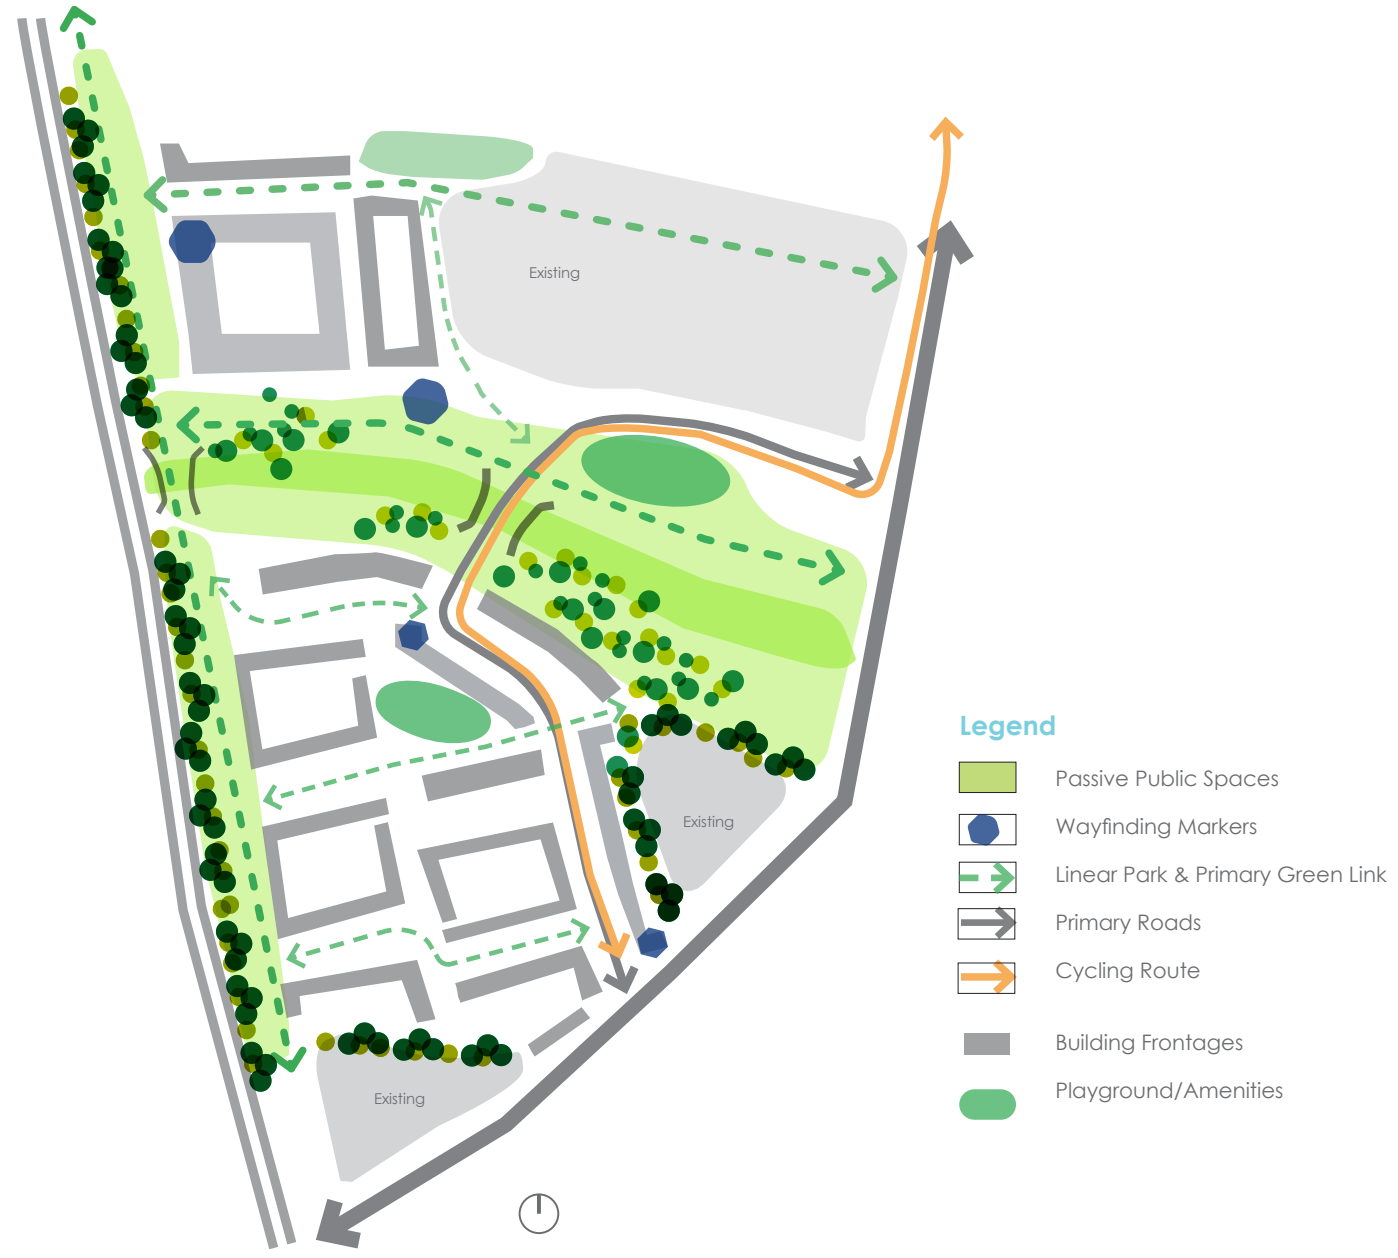 Existing
Existing
Existing
Legend
Passive Public Spaces
Wayfinding Markers
Linear Park & Primary Green Link
Primary Roads
Cycling Route
Building Frontages
Playground/Amenities